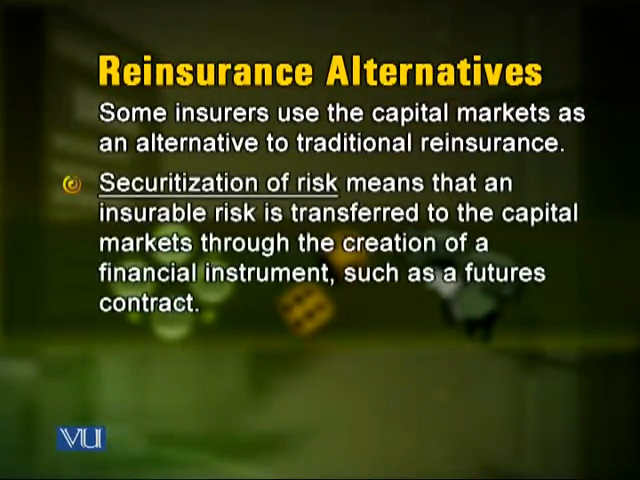 Reinsurance Alternatives
Some insurers use the capital markets as
an alternative to traditional reinsurance.
Securitization of risk means that an
insurable risk is transferred to the capital
markets through the creation of a
financial instrument, such as a futures
contract.
VU